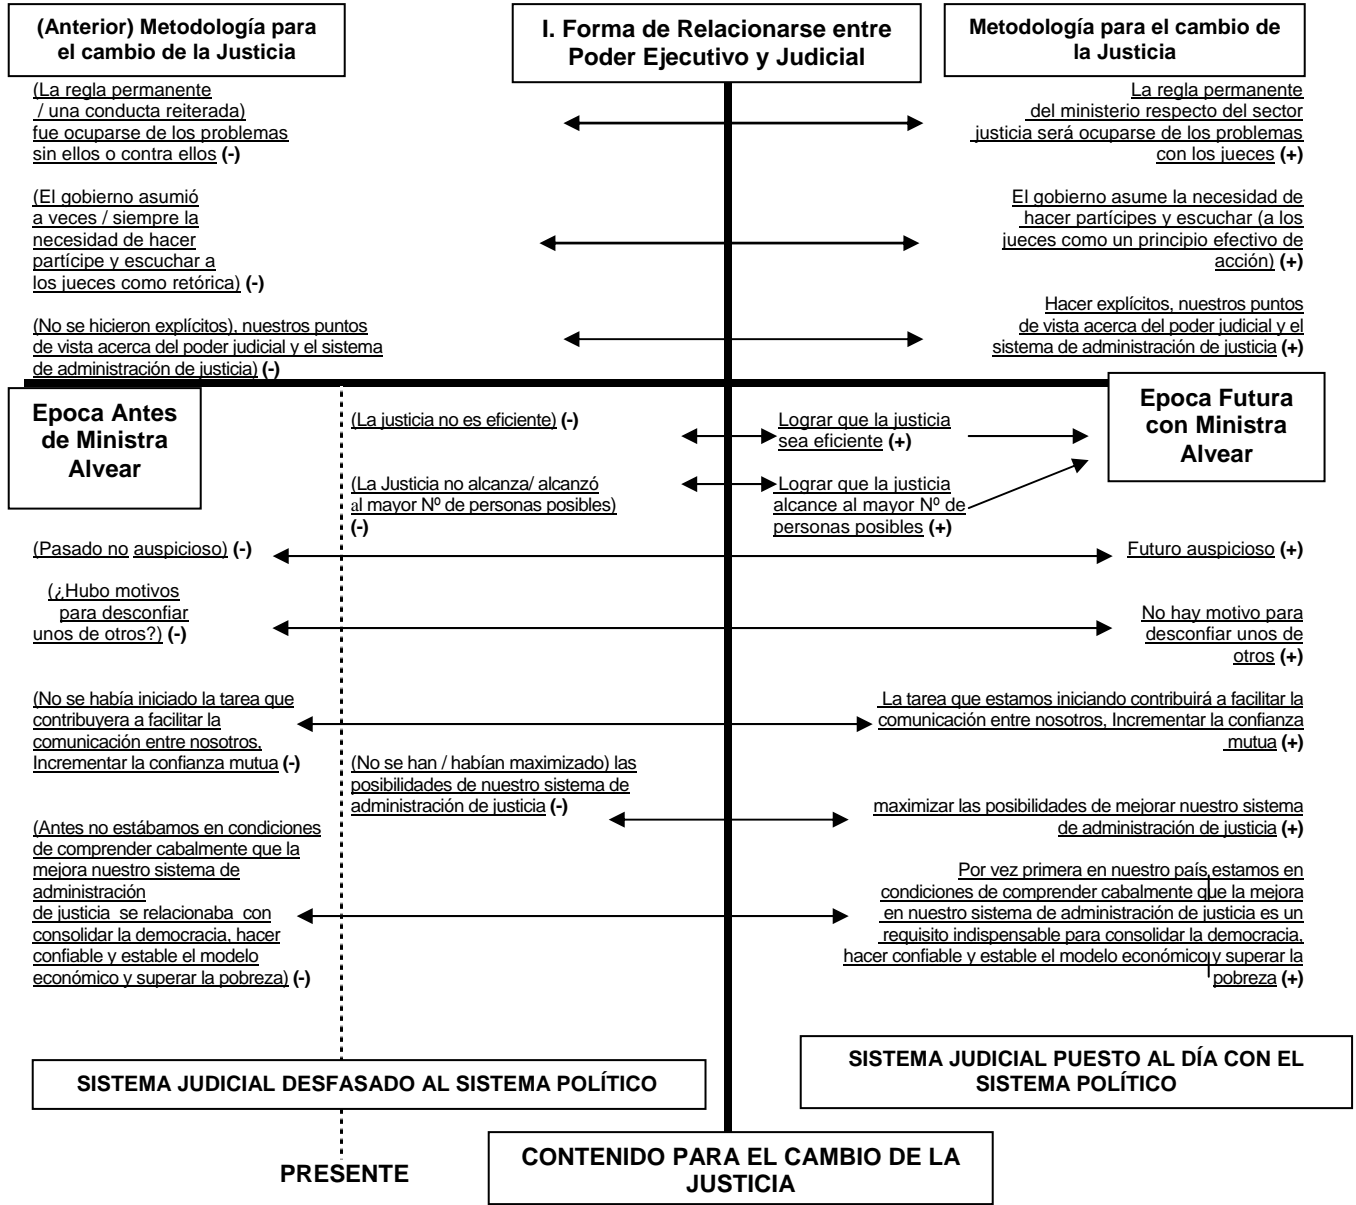 (Anterior) Metodología para
el cambio de la Justicia
I. Forma de Relacionarse entre
Poder Ejecutivo y Judicial
Metodología para el cambio de
la Justicia
(La regla permanente
/ una conducta reiterada)
fue ocuparse de los problemas
sin ellos o contra ellos (-)
La regla permanente
del ministerio respecto del sector
justicia será ocuparse de los problemas
con los jueces (+)
(El gobierno asumió
a veces / siempre la
necesidad de hacer
partícipe y escuchar a
los jueces como retórica) (-)
El gobierno asume la necesidad de
hacer partícipes y escuchar (a los
jueces como un principio efectivo de
acción) (+)
(No se hicieron explícitos), nuestros puntos
de vista acerca del poder judicial y el sistema
de administración de justicia) (-)
Hacer explícitos, nuestros puntos
de vista acerca del poder judicial y el
sistema de administración de justicia (+)
Epoca Antes
de Ministra
Alvear
(La justicia no es eficiente) (-)
Lograr que la justicia
sea eficiente (+)
Epoca Futura
con Ministra
Alvear
(La Justicia no alcanza/ alcanzó
al mayor Nº de personas posibles)
(-)
Lograr que la justicia
alcance al mayor Nº de
personas posibles (+)
(Pasado no auspicioso) (-)
Futuro auspicioso (+)
(¿Hubo motivos
para desconfiar
unos de otros?) (-)
No hay motivo para
desconfiar unos de
otros (+)
(No se había iniciado la tarea que
contribuyera a facilitar la
comunicación entre nosotros,
Incrementar la confianza mutua (-)
La tarea que estamos iniciando contribuirá a facilitar la
comunicación entre nosotros, Incrementar la confianza
mutua (+)
(No se han / habían maximizado) las
posibilidades de nuestro sistema de
administración de justicia (-)
maximizar las posibilidades de mejorar nuestro sistema
de administración de justicia (+)
(Antes no estábamos en condiciones
de comprender cabalmente que la
mejora nuestro sistema de
administración
de justicia se relacionaba con
consolidar la democracia, hacer
confiable y estable el modelo
económico y superar la pobreza) (-)
Por vez primera en nuestro país estamos en
condiciones de comprender cabalmente que la mejora
en nuestro sistema de administración de justicia es un
requisito indispensable para consolidar la democracia,
hacer confiable y estable el modelo económico y superar la
pobreza (+)
SISTEMA JUDICIAL DESFASADO AL SISTEMA POLÍTICO
SISTEMA JUDICIAL PUESTO AL DÍA CON EL
SISTEMA POLÍTICO
PRESENTE
CONTENIDO PARA EL CAMBIO DE LA
JUSTICIA